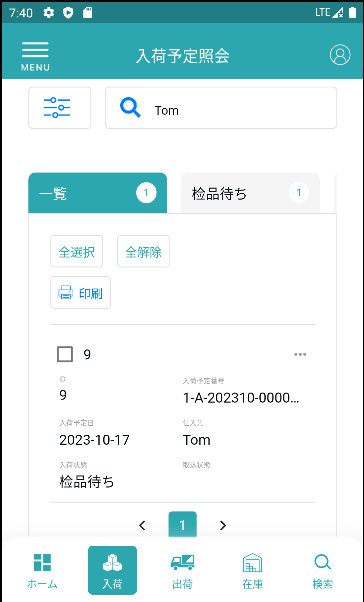 7:40 LTE
MENU 入荷予定照会
Tom
一覧 1 検品待ち 1
全選択 全解除
印刷
9 •••
ID 入荷予定番号
9 1-A-202310-0000...
入荷予定日 仕入先
2023-10-17 Tom
入荷状態 取込状態
検品待ち
< 1 >
ホーム 入荷 出荷 在庫 検索